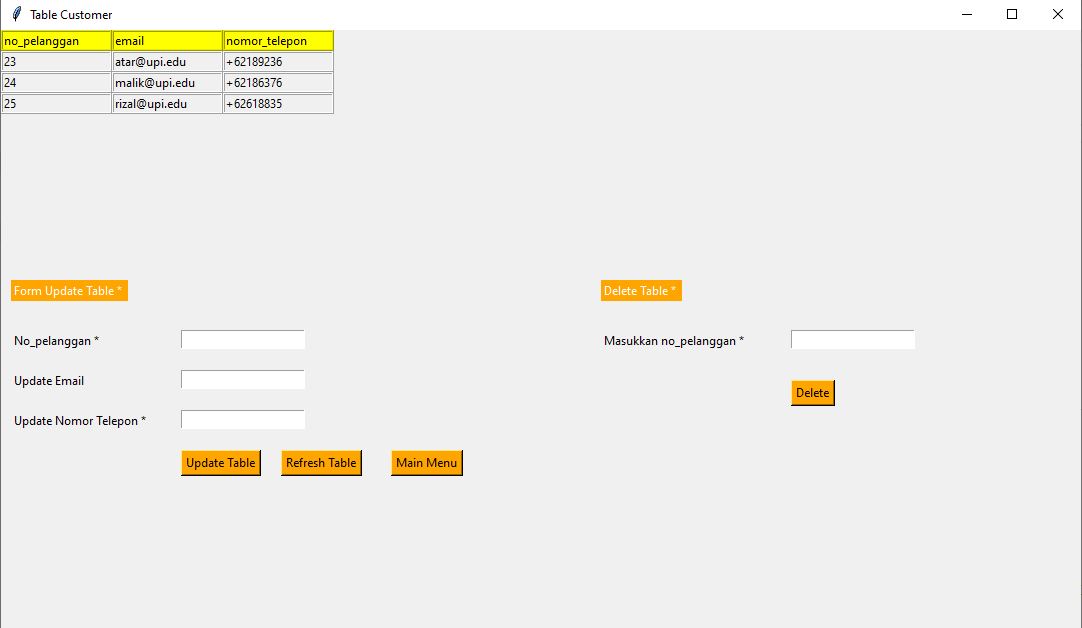 Table Customer
no_pelanggan email nomor_telepon
23 atar@upi.edu +62189236
24 malik@upi.edu +62186376
25 rizal@upi.edu +62618835
Form Update Table *
Delete Table *
No_pelanggan *
Masukkan no_pelanggan *
Update Email
Delete
Update Nomor Telepon *
Update Table Refresh Table Main Menu